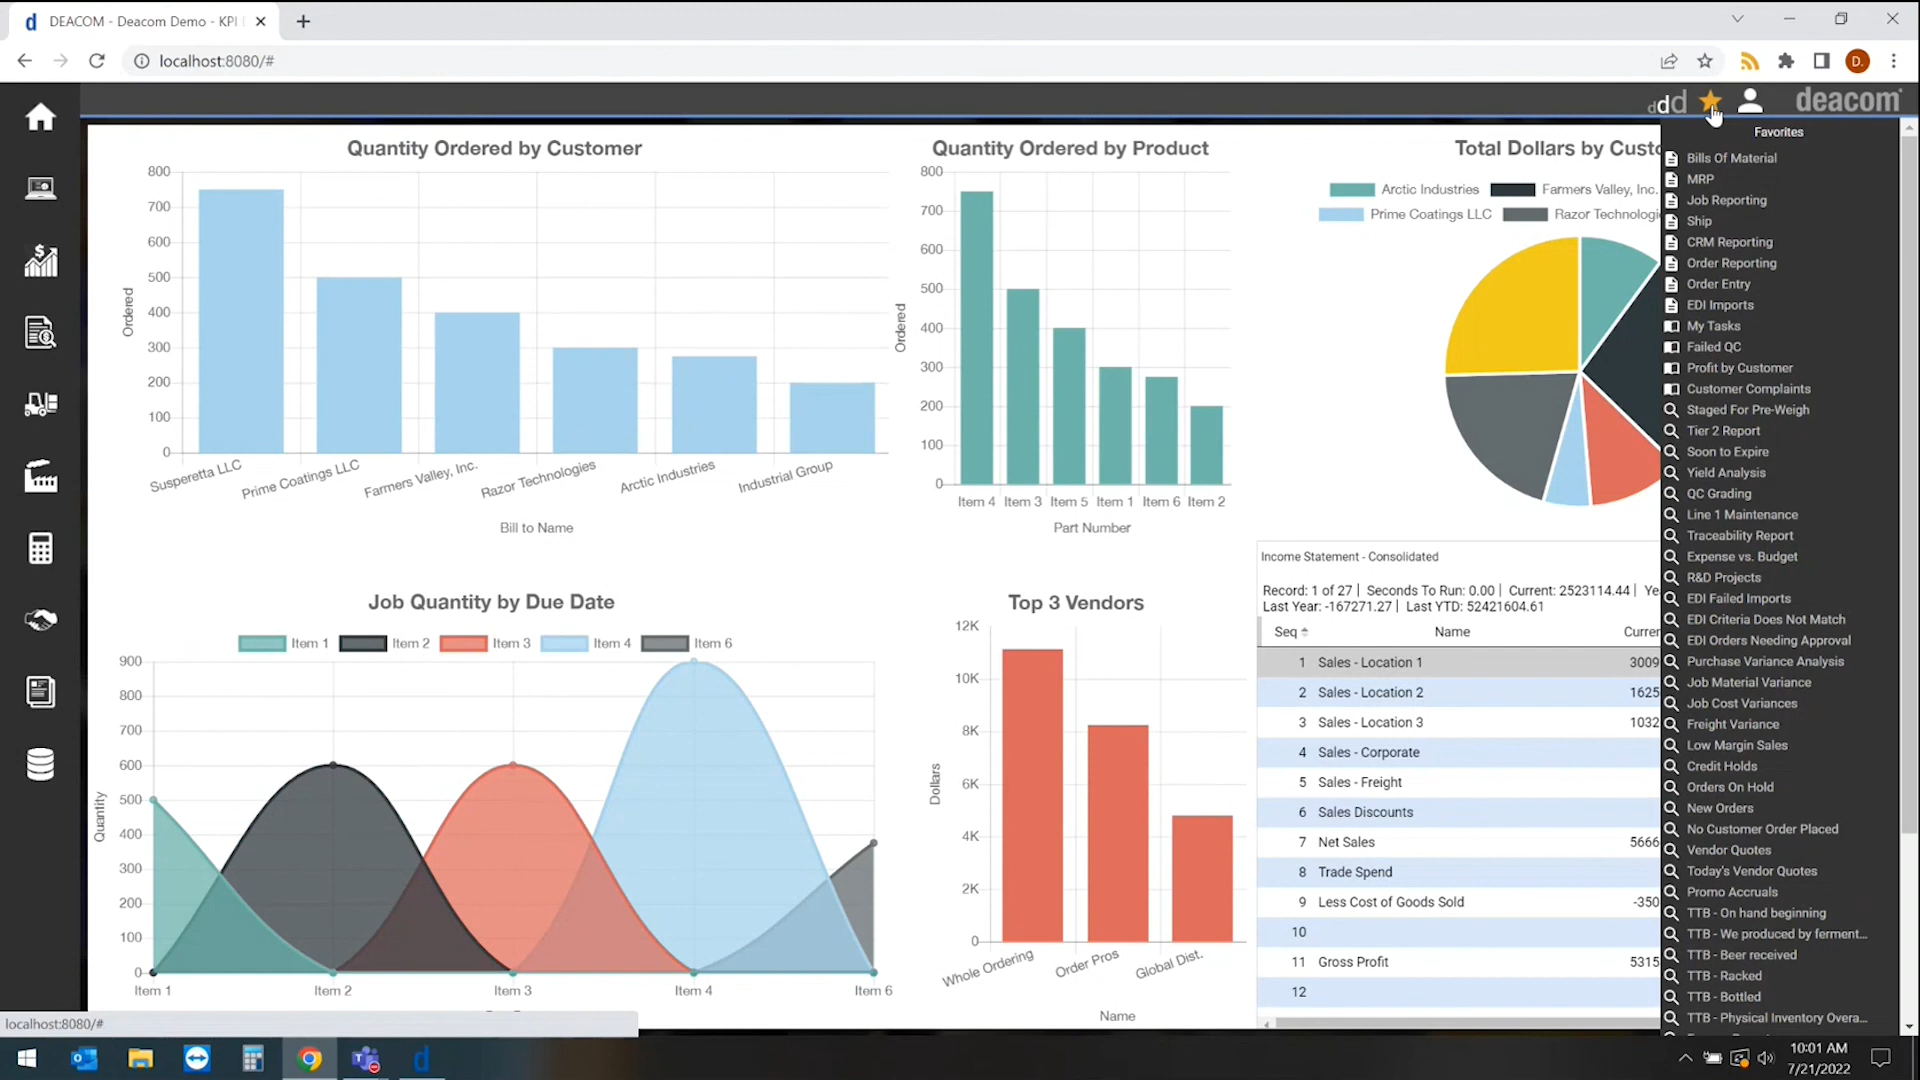 DEACOM - Deacom Demo - KPI
localhost:8080/#
D.
ddd
deacom
Quantity Ordered by Customer
800
700
600
500
400
300
200
100
0
Ordered
Susperetta LLC
Prime Coatings LLC
Farmers Valley, Inc.
Razor Technologies
Arctic Industries
Industrial Group
Bill to Name
Quantity Ordered by Product
800
700
600
500
400
300
200
100
0
Ordered
Item 4
Item 3
Item 5
Item 1
Item 6
Item 2
Part Number
Total Dollars by Custo
Arctic Industries
Farmers Valley, Inc.
Prime Coatings LLC
Razor Technologi
Job Quantity by Due Date
Item 1
Item 2
Item 3
Item 4
Item 6
900
800
700
600
500
400
300
200
100
0
Quantity
Item 1
Item 2
Item 3
Item 4
Item 6
Top 3 Vendors
12K
10K
8K
6K
4K
2K
0
Dollars
Whole Ordering
Order Pros
Global Dist.
Name
Income Statement - Consolidated
Record: 1 of 27 | Seconds To Run: 0.00 | Current: 2523114.44 | Ye
Last Year: -167271.27 | Last YTD: 52421604.61
Seq Name Curre
1 Sales - Location 1 3009
2 Sales - Location 2 1625
3 Sales - Location 3 1032
4 Sales - Corporate
5 Sales - Freight
6 Sales Discounts
7 Net Sales 5666
8 Trade Spend
9 Less Cost of Goods Sold -350
10
11 Gross Profit 5315
12
Favorites
Bills Of Material
MRP
Job Reporting
Ship
CRM Reporting
Order Reporting
Order Entry
EDI Imports
My Tasks
Failed QC
Profit by Customer
Customer Complaints
Staged For Pre-Weigh
Tier 2 Report
Soon to Expire
Yield Analysis
QC Grading
Line 1 Maintenance
Traceability Report
Expense vs. Budget
R&D Projects
EDI Failed Imports
EDI Criteria Does Not Match
EDI Orders Needing Approval
Purchase Variance Analysis
Job Material Variance
Job Cost Variances
Freight Variance
Low Margin Sales
Credit Holds
Orders On Hold
New Orders
No Customer Order Placed
Vendor Quotes
Today's Vendor Quotes
Promo Accruals
TTB - On hand beginning
TTB - We produced by ferment...
TTB - Beer received
TTB - Racked
TTB - Bottled
TTB - Physical Inventory Overa...
localhost:8080/#
10:01 AM
7/21/2022